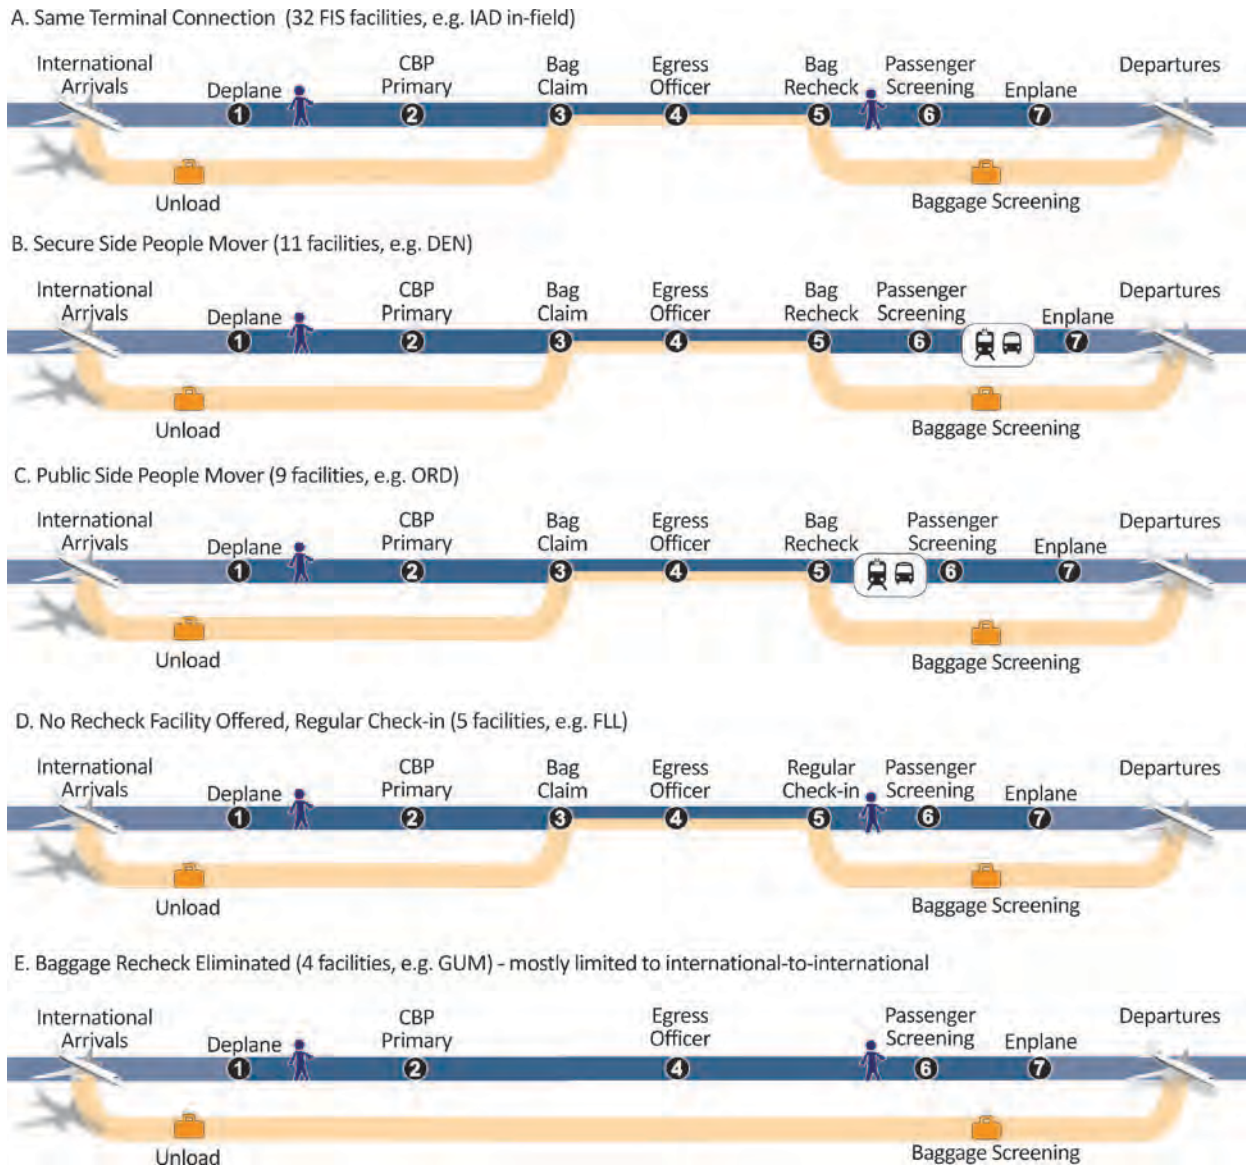 A. Same Terminal Connection (32 FIS facilities, e.g. IAD in-field)
International CBP Bag Egress Bag Passenger Departures
Arrivals Deplane Primary Claim Officer Recheck Screening Enplane
1 2 3 4 5 6 7
Unload Baggage Screening
B. Secure Side People Mover (11 facilities, e.g. DEN)
International CBP Bag Egress Bag Passenger Departures
Arrivals Deplane Primary Claim Officer Recheck Screening Enplane
1 2 3 4 5 6 7
Unload Baggage Screening
C. Public Side People Mover (9 facilities, e.g. ORD)
International CBP Bag Egress Bag Passenger Departures
Arrivals Deplane Primary Claim Officer Recheck Screening Enplane
1 2 3 4 5 6 7
Unload Baggage Screening
D. No Recheck Facility Offered, Regular Check-in (5 facilities, e.g. FLL)
International CBP Bag Egress Regular Passenger Departures
Arrivals Deplane Primary Claim Officer Check-in Screening Enplane
1 2 3 4 5 6 7
Unload Baggage Screening
E. Baggage Recheck Eliminated (4 facilities, e.g. GUM) - mostly limited to international-to-international
International CBP Egress Passenger Departures
Arrivals Deplane Primary Officer Screening Enplane
1 2 4 6 7
Unload Baggage Screening